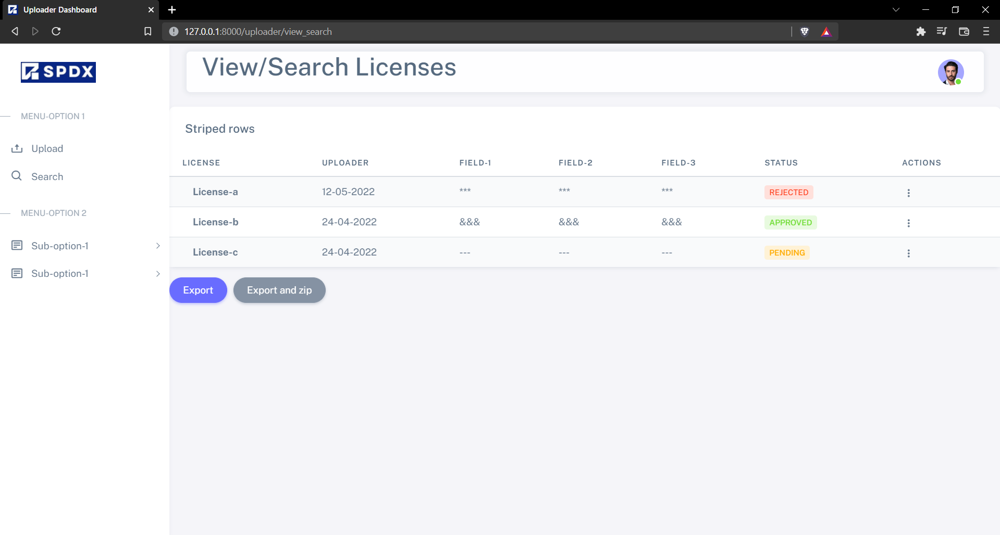 Uploader Dashboard
127.0.0.1:8000/uploader/view_search
SPDX
View/Search Licenses
MENU-OPTION 1
Upload
Search
MENU-OPTION 2
Sub-option-1
Sub-option-1
Striped rows
LICENSE UPLOADER FIELD-1 FIELD-2 FIELD-3 STATUS ACTIONS
License-a 12-05-2022 *** *** *** REJECTED
License-b 24-04-2022 &&& &&& &&& APPROVED
License-c 24-04-2022 --- --- --- PENDING
Export Export and zip